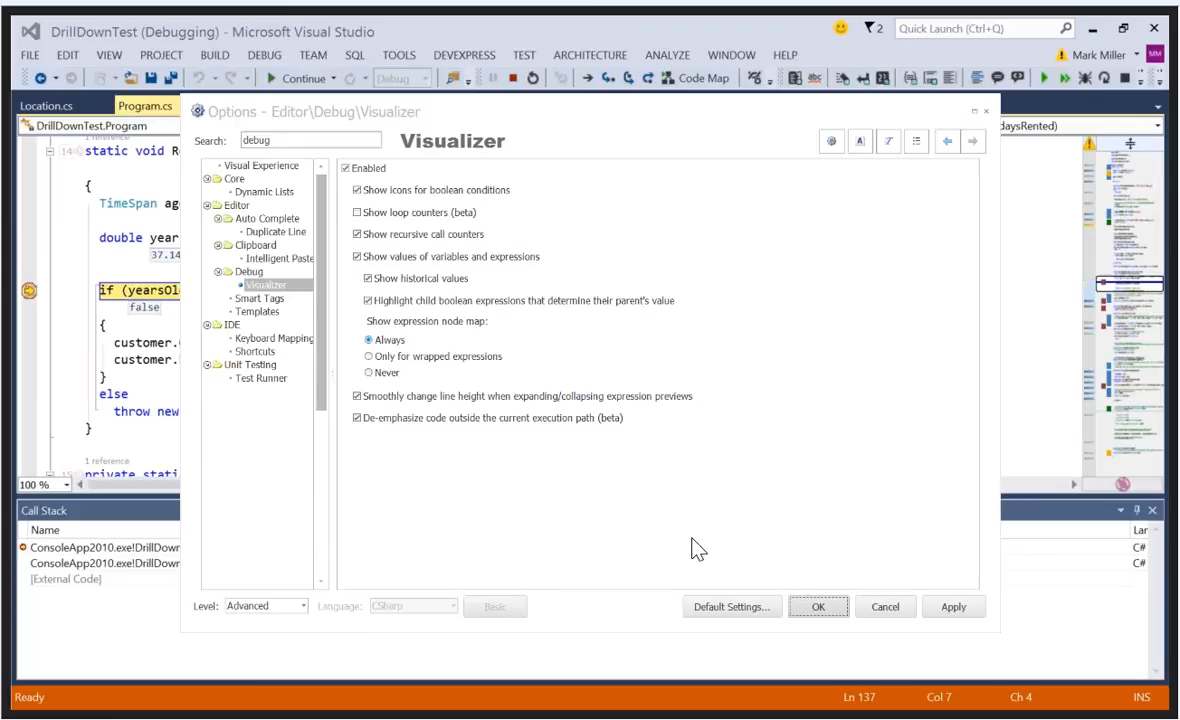 DrillDownTest (Debugging) - Microsoft Visual Studio
2
Quick Launch (Ctrl+Q)
FILE EDIT VIEW PROJECT BUILD DEBUG TEAM SQL TOOLS DEVEXPRESS TEST ARCHITECTURE ANALYZE WINDOW HELP
Mark Miller MM
Continue Debug Code Map
Location.cs Program.cs
DrillDownTest.Program
daysRented)
Options - Editor\Debug\Visualizer
Search: debug
Visualizer
1 reference
static void R
{
TimeSpan ag
double year
37.14
if (yearsOl
false
{
customer.
customer.
}
else
throw new
}
1 reference
private stati
100 %
Visual Experience
Core
Dynamic Lists
Editor
Auto Complete
Duplicate Line
Clipboard
Intelligent Paste
Debug
Visualizer
Smart Tags
Templates
IDE
Keyboard Mapping
Shortcuts
Unit Testing
Test Runner
Enabled
Show icons for boolean conditions
Show loop counters (beta)
Show recursive call counters
Show values of variables and expressions
Show historical values
Highlight child boolean expressions that determine their parent's value
Show expression node map:
Always
Only for wrapped expressions
Never
Smoothly change line height when expanding/collapsing expression previews
De-emphasize code outside the current execution path (beta)
Level: Advanced Language: CSharp Basic Default Settings... OK Cancel Apply
Call Stack
Name Lar
ConsoleApp2010.exe!DrillDown C#
ConsoleApp2010.exe!DrillDown C#
[External Code]
Ready Ln 137 Col 7 Ch 4 INS